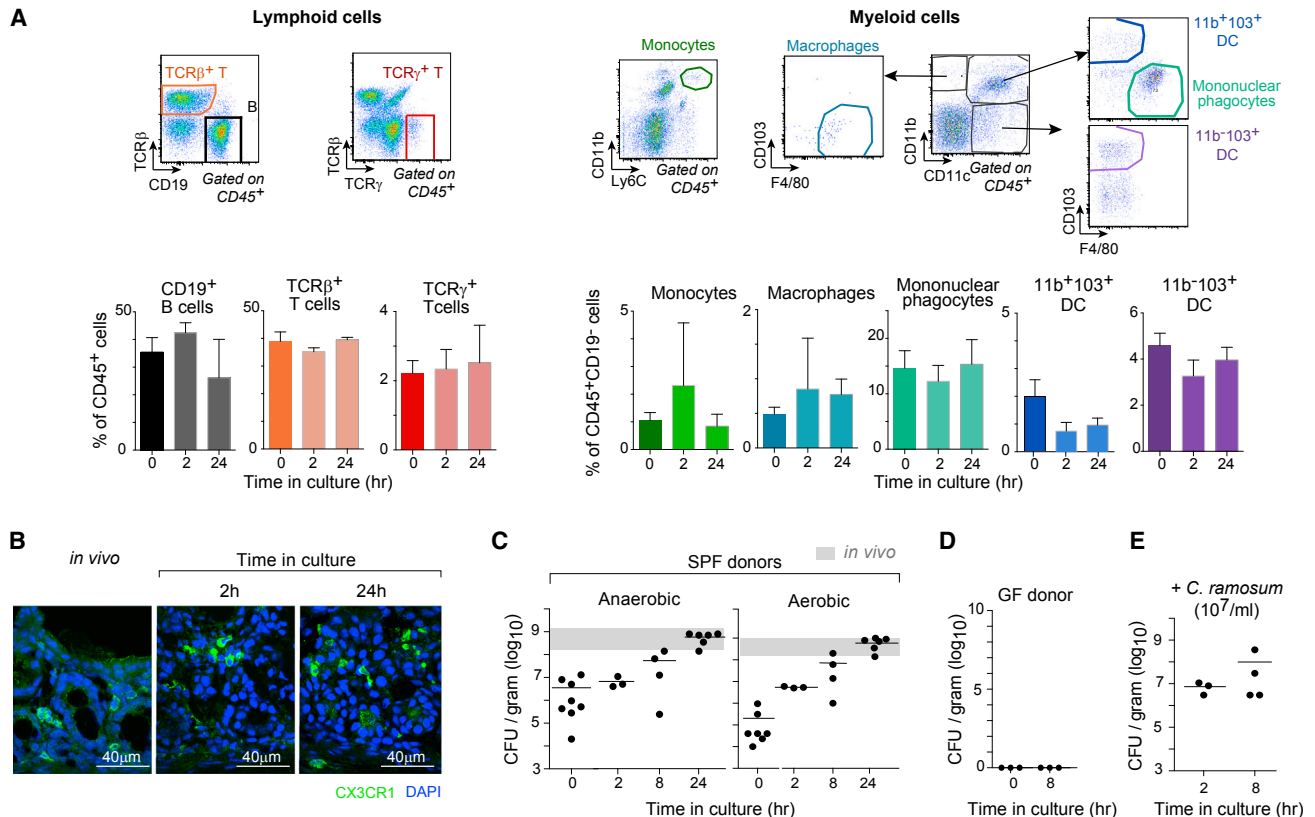 A
Lymphoid cells
Myeloid cells
TCRβ+ T
B
TCRβ
CD19
Gated on
CD45+
TCRγ+ T
TCRβ
TCRγ
Gated on
CD45+
Monocytes
CD11b
Ly6C
Gated on
CD45+
Macrophages
CD103
F4/80
CD11b
CD11c
Gated on
CD45+
11b+103+
DC
Mononuclear
phagocytes
11b-103+
DC
CD103
F4/80
% of CD45+ cells
CD19+
B cells
50
0
0 2 24
TCRβ+
T cells
50
0
0 2 24
TCRγ+
Tcells
4
2
0
0 2 24
Time in culture (hr)
% of CD45+CD19- cells
Monocytes
5
0
0 2 24
Macrophages
2
1
0
0 2 24
Mononuclear
phagocytes
20
15
10
5
0
0 2 24
11b+103+
DC
5
0
0 2 24
11b-103+
DC
6
4
2
0
0 2 24
Time in culture (hr)
B
in vivo
Time in culture
2h
24h
40μm
40μm
40μm
CX3CR1 DAPI
C
in vivo
SPF donors
Anaerobic
Aerobic
CFU / gram (log10)
9
7
5
3
0 2 8 24
0 2 8 24
Time in culture (hr)
D
GF donor
CFU / gram (log10)
10
8
6
4
2
0
0 8
Time in culture (hr)
E
+ C. ramosum
(10^7/ml)
CFU / gram (log10)
9
7
5
3
2 8
Time in culture (hr)